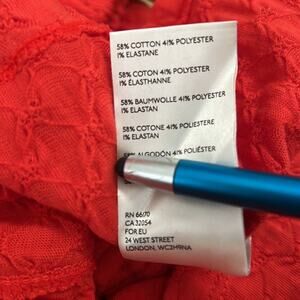 58% COTTON 41% POLYESTER
1% ELASTANE
58% COTON 41% POLYESTER
1% ÉLASTHANNE
58% BAUMWOLLE 41% POLYESTER
1% ELASTAN
58% COTONE 41% POLIESTERE
1% ELASTAN
58% ALGODÓN 41% POLIÉSTER
RN 6670
CA 32054
FOR EU
24 WEST STREET
LONDON, WC2H9NA